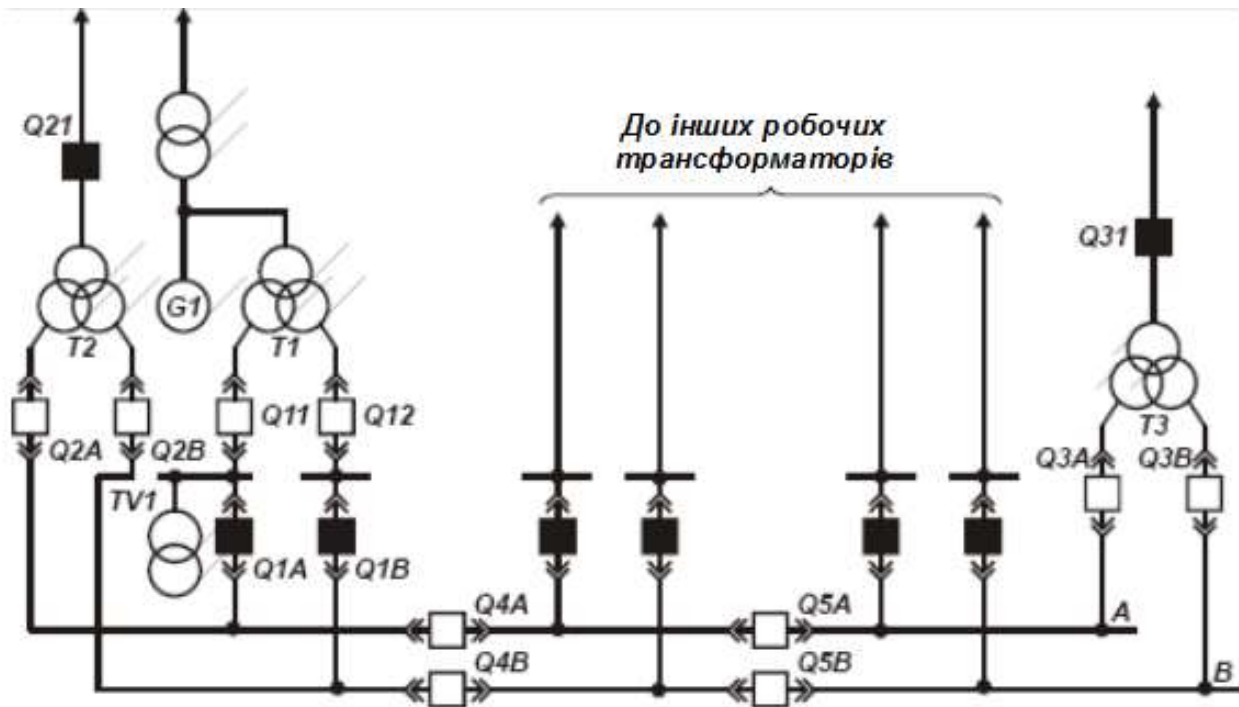 Q21
До інших робочих
трансформаторів
Q31
G1
T2
T1
T3
Q11
Q12
Q2A
Q2B
Q3A
Q3B
TV1
Q1A
Q1B
Q4A
Q5A
A
Q4B
Q5B
B